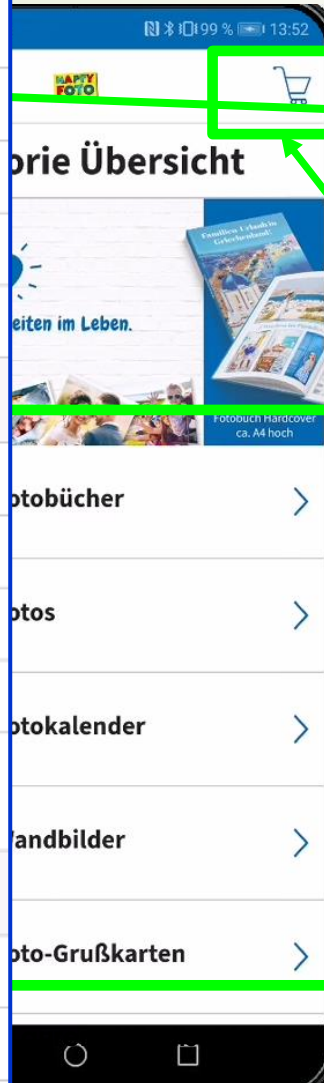 99 % 13:52
HAPPY
FOTO
orie Übersicht
Familien Urlaub in
Griechenland!
eiten im Leben.
Fotobuch Hardcover
ca. A4 hoch
otobücher
otos
otokalender
andbilder
oto-Grußkarten